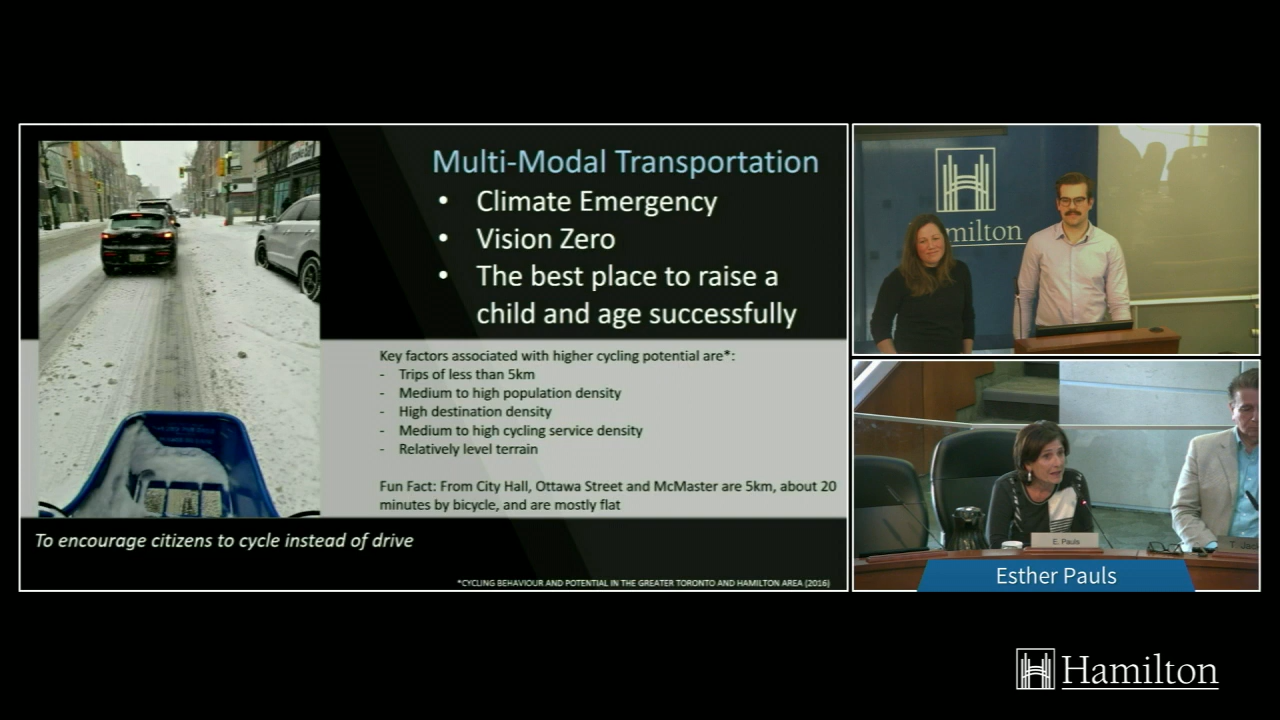 Multi-Modal Transportation
• Climate Emergency
• Vision Zero
• The best place to raise a
child and age successfully
Key factors associated with higher cycling potential are*:
- Trips of less than 5km
- Medium to high population density
- High destination density
- Medium to high cycling service density
- Relatively level terrain
Fun Fact: From City Hall, Ottawa Street and McMaster are 5km, about 20
minutes by bicycle, and are mostly flat
To encourage citizens to cycle instead of drive
*CYCLING BEHAVIOUR AND POTENTIAL IN THE GREATER TORONTO AND HAMILTON AREA (2016)
milton
E. Pauls
Esther Pauls
Hamilton